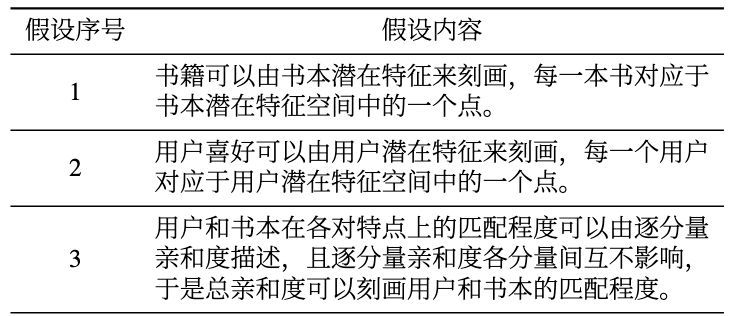 假设序号 假设内容
1 书籍可以由书本潜在特征来刻画，每一本书对应于
书本潜在特征空间中的一个点。
2 用户喜好可以由用户潜在特征来刻画，每一个用户
对应于用户潜在特征空间中的一个点。
用户和书本在各对特点上的匹配程度可以由逐分量
3 亲和度描述，且逐分量亲和度各分量间互不影响，
于是总亲和度可以刻画用户和书本的匹配程度。